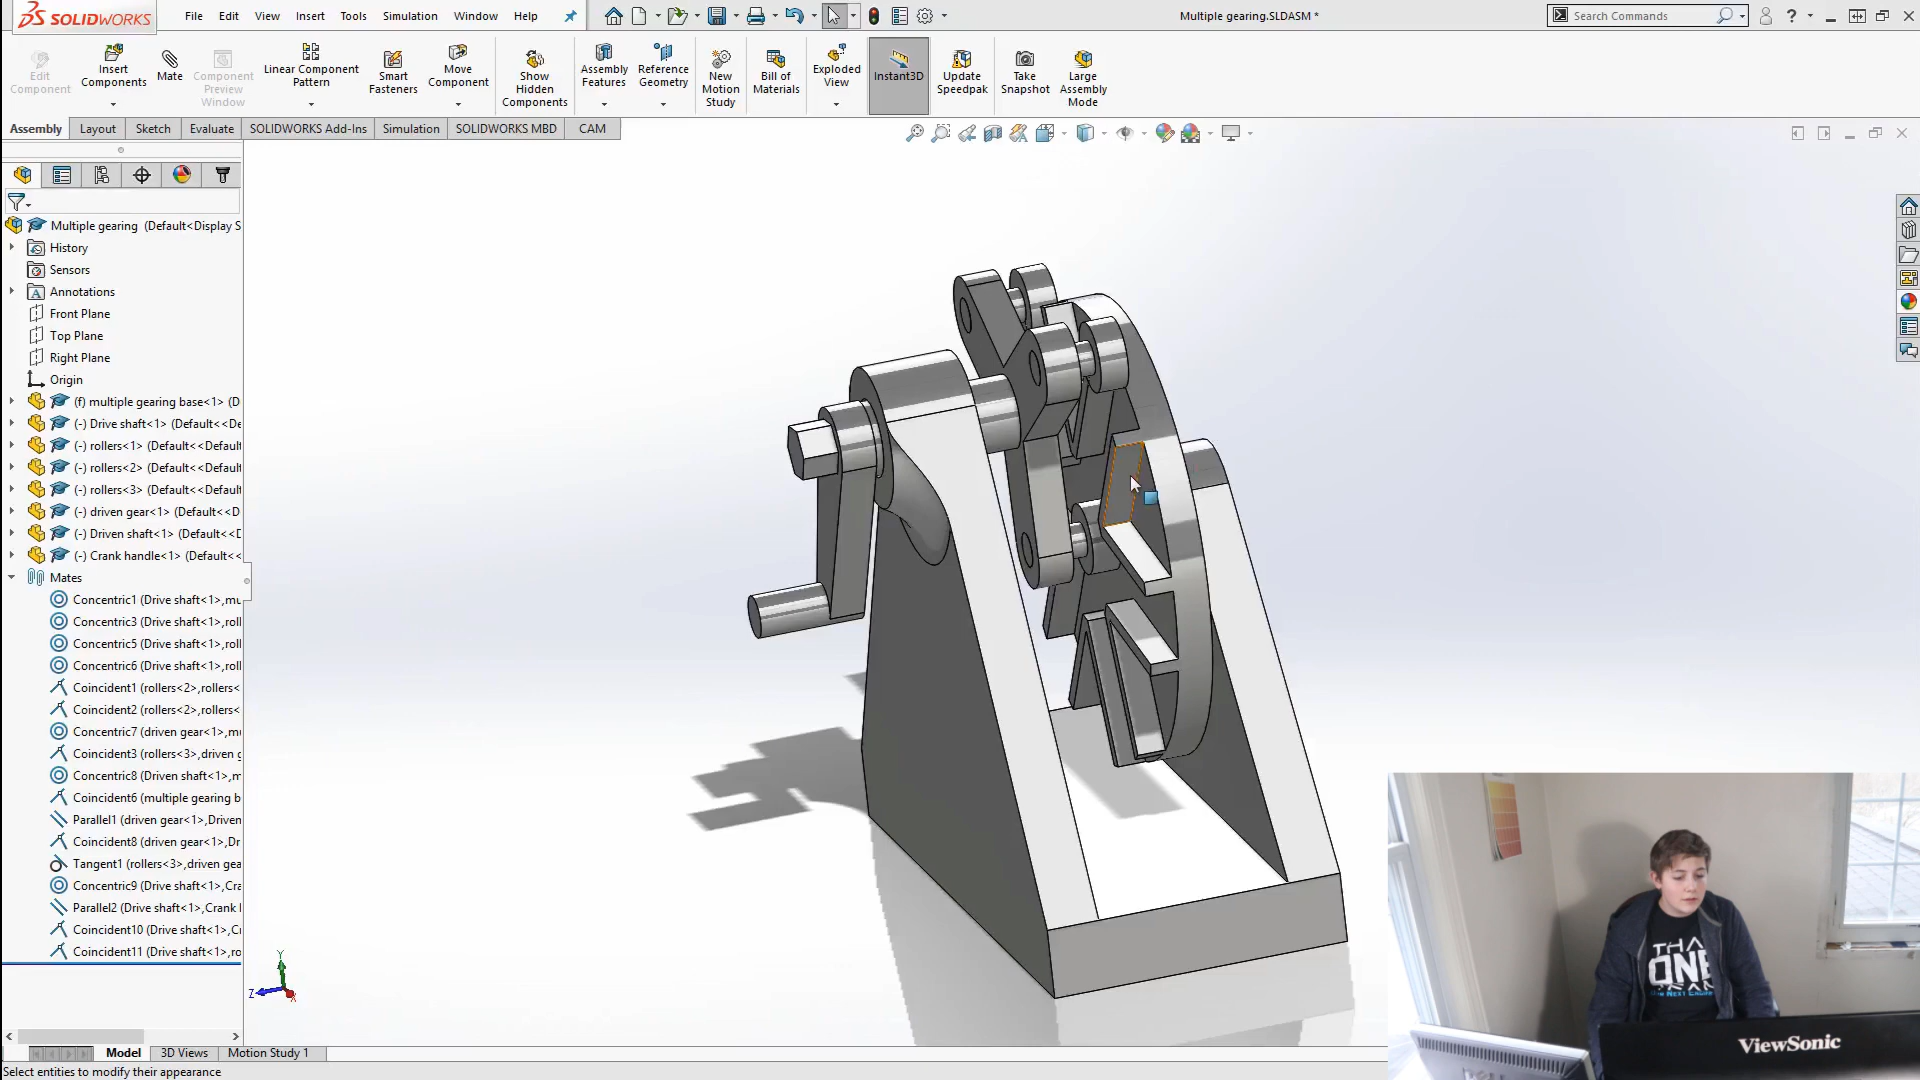 SOLIDWORKS
File Edit View Insert Tools Simulation Window Help
Multiple gearing.SLDASM *
Search Commands
Edit Component
Insert Components
Mate
Component Preview Window
Linear Component Pattern
Smart Fasteners
Move Component
Show Hidden Components
Assembly Features
Reference Geometry
New Motion Study
Bill of Materials
Exploded View
Instant3D
Update Speedpak
Take Snapshot
Large Assembly Mode
Assembly Layout Sketch Evaluate SOLIDWORKS Add-Ins Simulation SOLIDWORKS MBD CAM
Multiple gearing (Default<Display S
History
Sensors
Annotations
Front Plane
Top Plane
Right Plane
Origin
(f) multiple gearing base<1> (D
(-) Drive shaft<1> (Default<<De
(-) rollers<1> (Default<<Default
(-) rollers<2> (Default<<Default
(-) rollers<3> (Default<<Default
(-) driven gear<1> (Default<<D
(-) Driven shaft<1> (Default<<D
(-) Crank handle<1> (Default<<
Mates
Concentric1 (Drive shaft<1>,mu
Concentric3 (Drive shaft<1>,roll
Concentric5 (Drive shaft<1>,roll
Concentric6 (Drive shaft<1>,roll
Coincident1 (rollers<2>,rollers<
Coincident2 (rollers<2>,rollers<
Concentric7 (driven gear<1>,m
Coincident3 (rollers<3>,driven g
Concentric8 (Driven shaft<1>,m
Coincident6 (multiple gearing b
Parallel1 (driven gear<1>,Driven
Coincident8 (driven gear<1>,Dr
Tangent1 (rollers<3>,driven gea
Concentric9 (Drive shaft<1>,Cra
Parallel2 (Drive shaft<1>,Crank
Coincident10 (Drive shaft<1>,Cr
Coincident11 (Drive shaft<1>,ro
Y
Z
X
Model 3D Views Motion Study 1
Select entities to modify their appearance
THA
ONE
ViewSonic